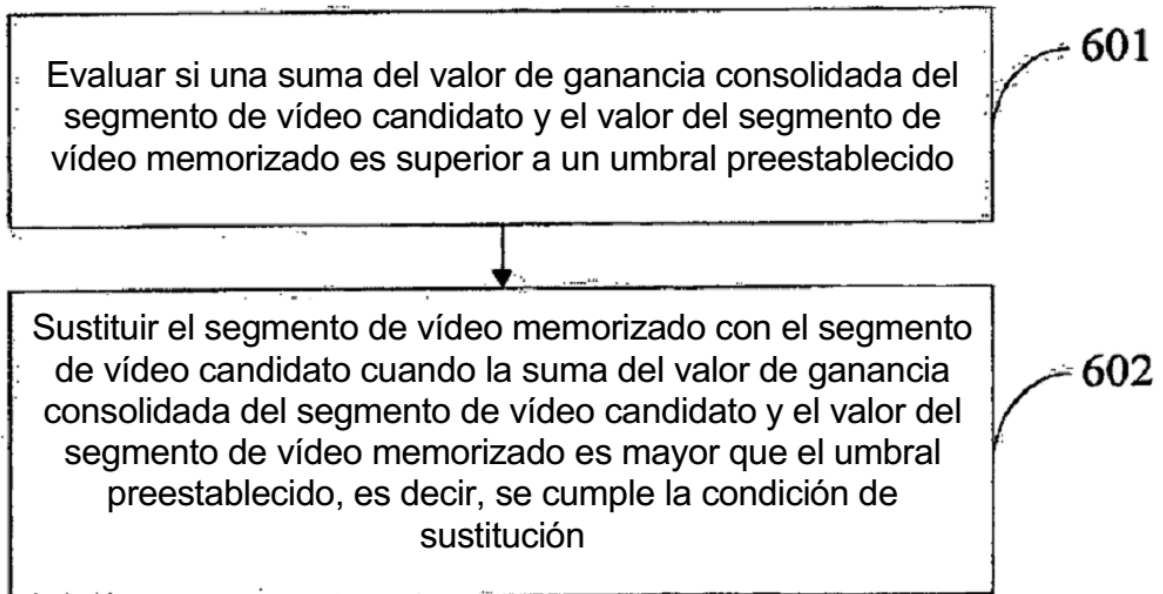 601
Evaluar si una suma del valor de ganancia consolidada del
segmento de vídeo candidato y el valor del segmento de
vídeo memorizado es superior a un umbral preestablecido
Sustituir el segmento de vídeo memorizado con el segmento
de vídeo candidato cuando la suma del valor de ganancia
consolidada del segmento de vídeo candidato y el valor del
segmento de vídeo memorizado es mayor que el umbral
preestablecido, es decir, se cumple la condición de
sustitución
602